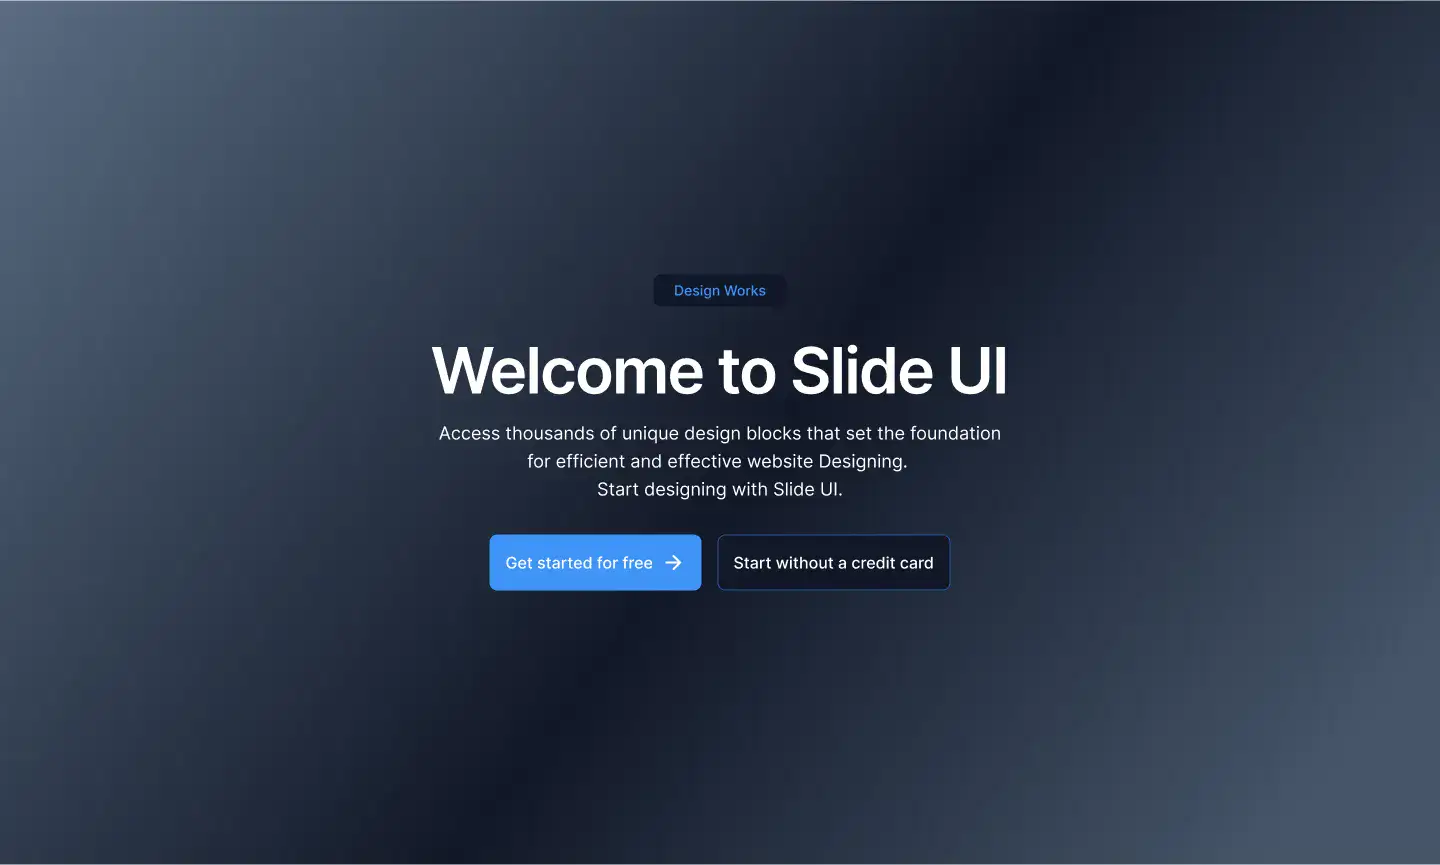 Design Works
Welcome to Slide UI
Access thousands of unique design blocks that set the foundation
for efficient and effective website Designing.
Start designing with Slide UI.
Get started for free
Start without a credit card